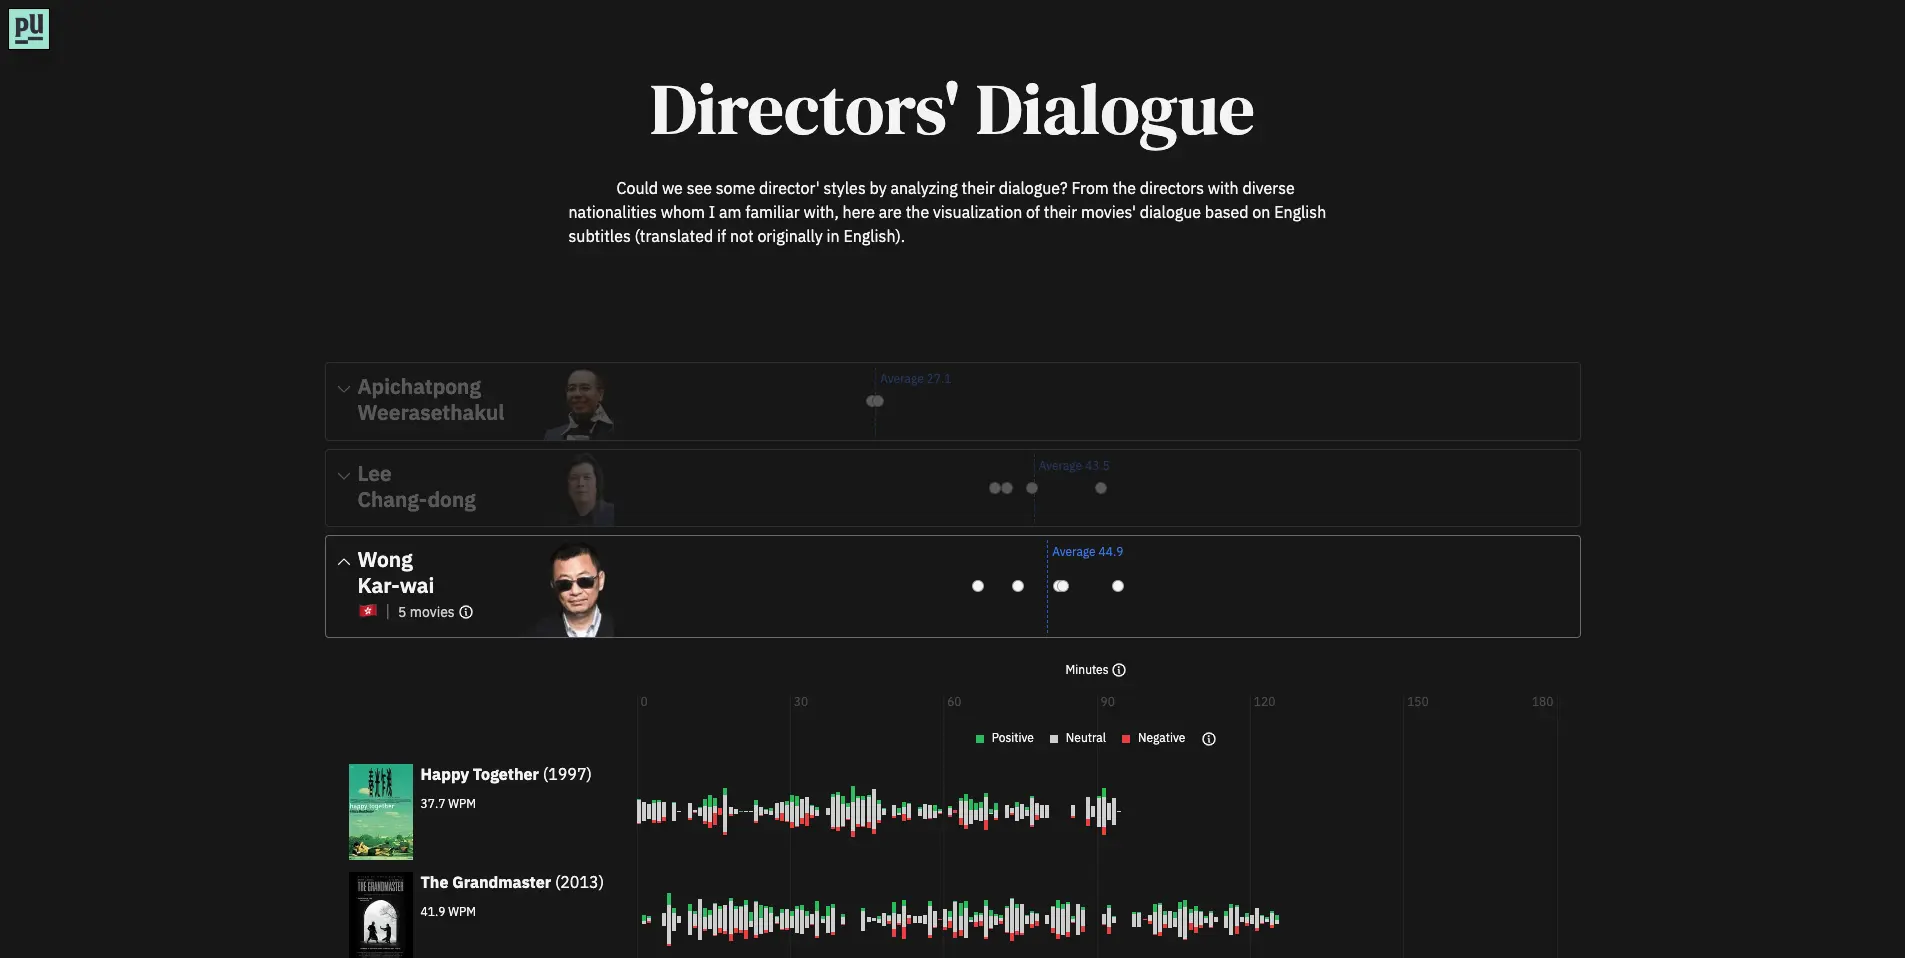 pu
Directors' Dialogue
Could we see some director' styles by analyzing their dialogue? From the directors with diverse
nationalities whom I am familiar with, here are the visualization of their movies' dialogue based on English
subtitles (translated if not originally in English).
Apichatpong
Weerasethakul
Average 27.1
Lee
Chang-dong
Average 43.5
Wong
Kar-wai
5 movies
Average 44.9
Minutes
0 30 60 90 120 150 180
Positive Neutral Negative
happy together
Happy Together (1997)
37.7 WPM
THE GRANDMASTER
The Grandmaster (2013)
41.9 WPM